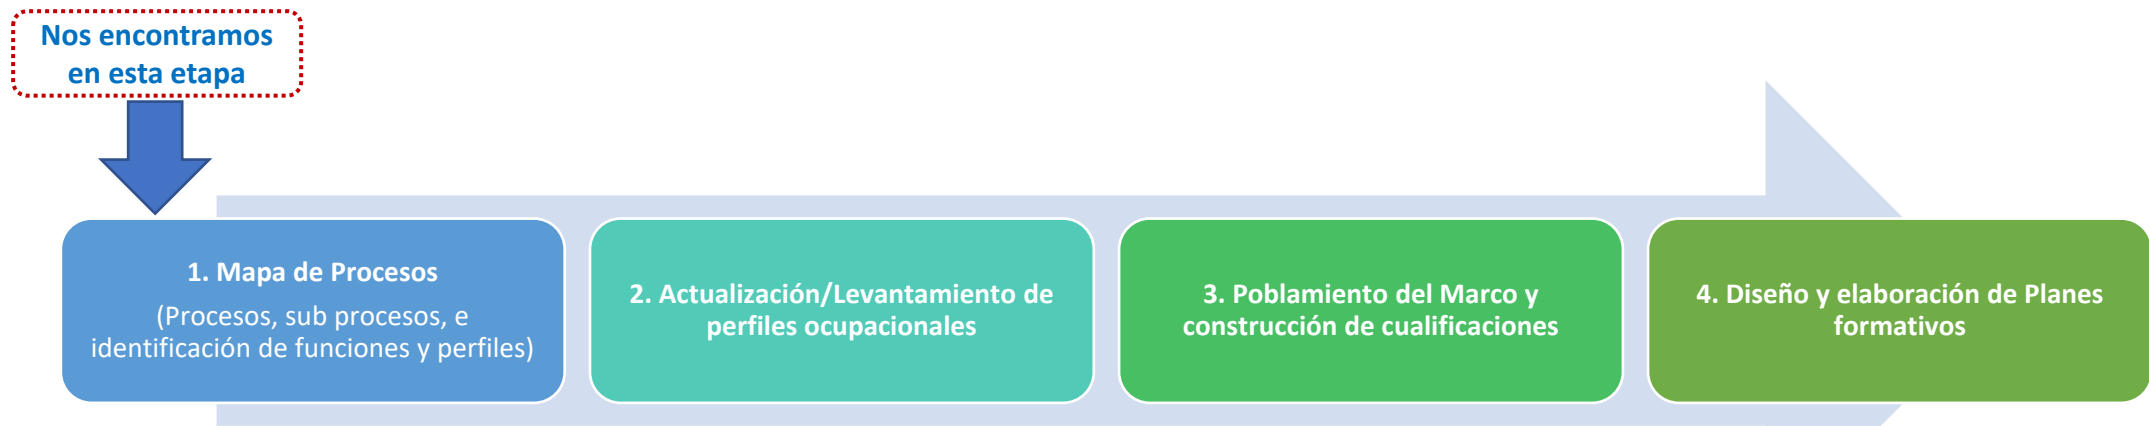 Nos encontramos
en esta etapa
1. Mapa de Procesos
(Procesos, sub procesos, e
identificación de funciones y perfiles)
2. Actualización/Levantamiento de
perfiles ocupacionales
3. Poblamiento del Marco y
construcción de cualificaciones
4. Diseño y elaboración de Planes
formativos